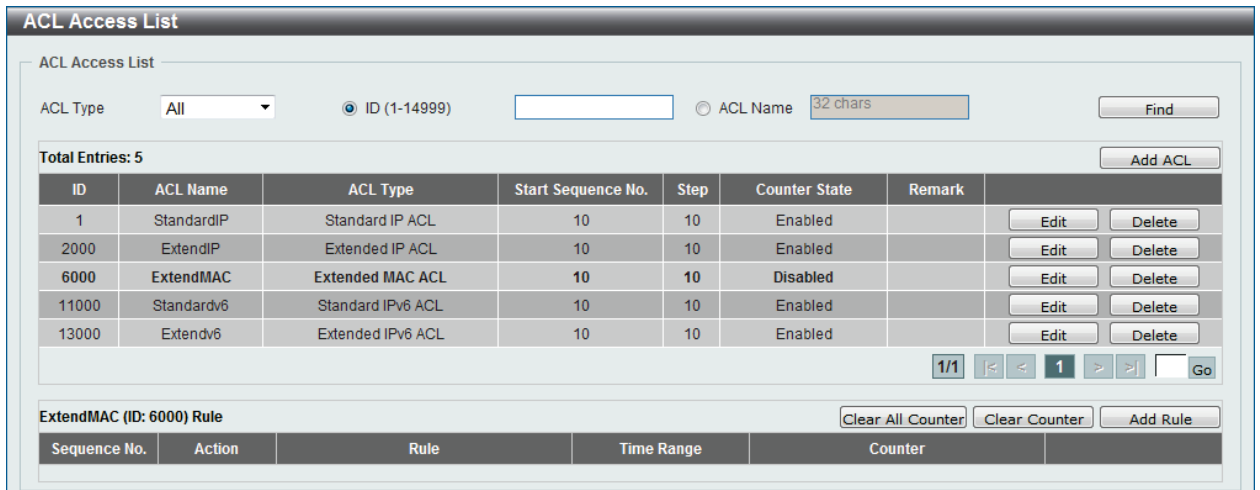 ACL Access List
ACL Access List
ACL Type All ID (1-14999) ACL Name 32 chars Find
Total Entries: 5 Add ACL
ID ACL Name ACL Type Start Sequence No. Step Counter State Remark
1 StandardIP Standard IP ACL 10 10 Enabled Edit Delete
2000 ExtendIP Extended IP ACL 10 10 Enabled Edit Delete
6000 ExtendMAC Extended MAC ACL 10 10 Disabled Edit Delete
11000 Standardv6 Standard IPv6 ACL 10 10 Enabled Edit Delete
13000 Extendv6 Extended IPv6 ACL 10 10 Enabled Edit Delete
1/1 |< < 1 > >| Go
ExtendMAC (ID: 6000) Rule Clear All Counter Clear Counter Add Rule
Sequence No. Action Rule Time Range Counter